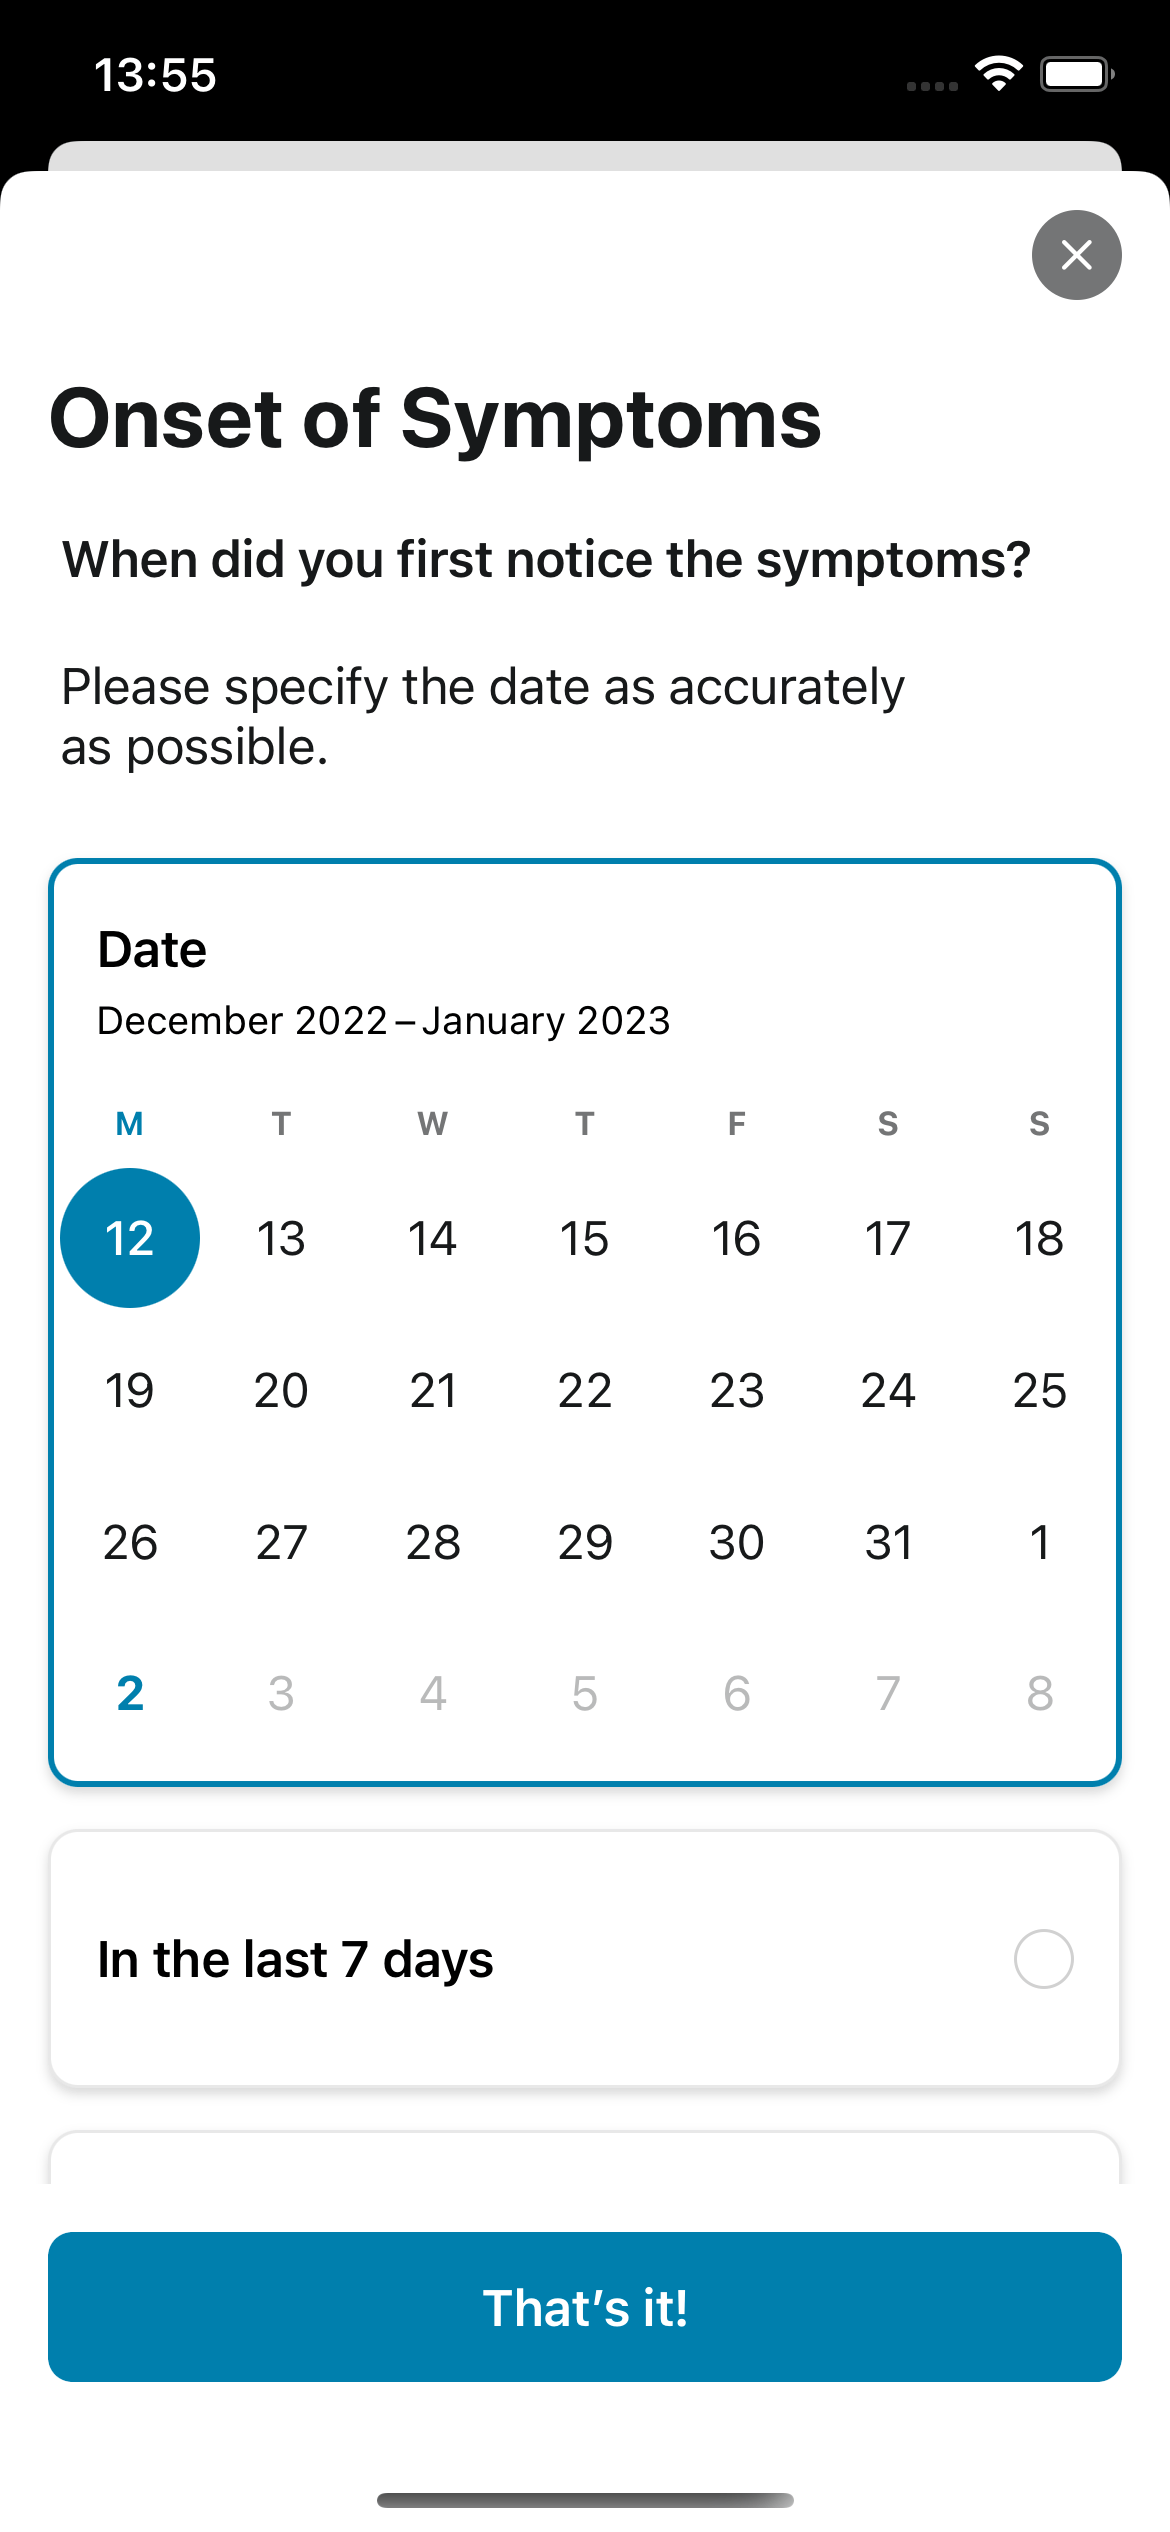 13:55
Onset of Symptoms
When did you first notice the symptoms?
Please specify the date as accurately
as possible.
Date
December 2022 – January 2023
M T W T F S S
12 13 14 15 16 17 18
19 20 21 22 23 24 25
26 27 28 29 30 31 1
2 3 4 5 6 7 8
In the last 7 days
That’s it!